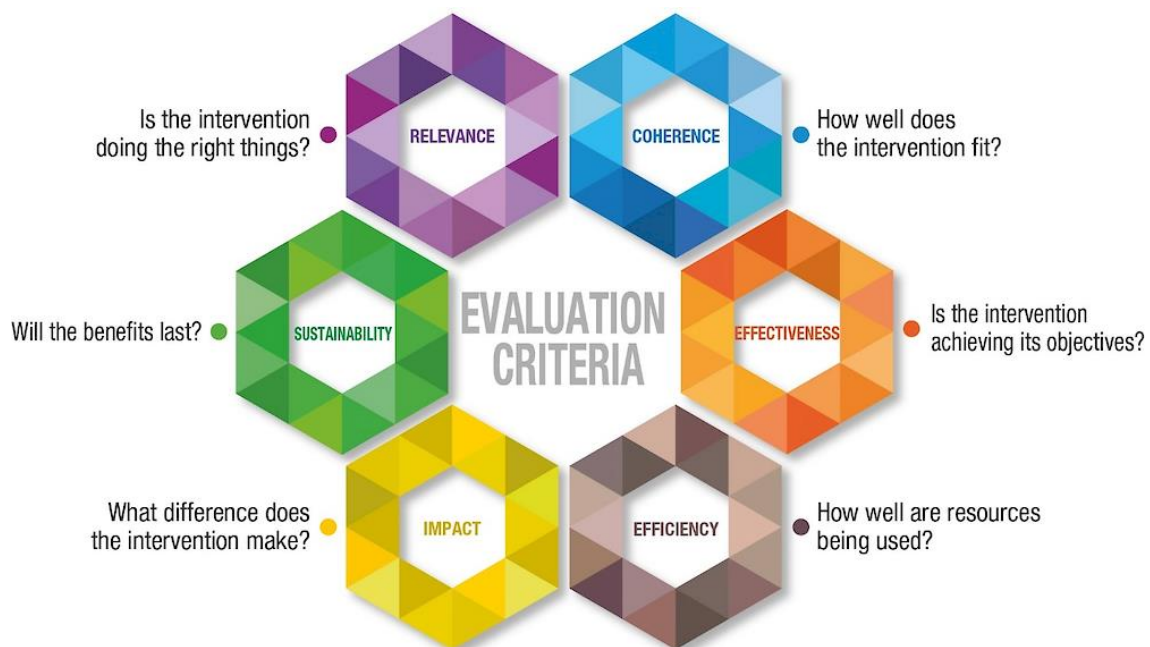 Is the intervention
doing the right things?
RELEVANCE
COHERENCE
How well does
the intervention fit?
Will the benefits last?
SUSTAINABILITY
EVALUATION
CRITERIA
EFFECTIVENESS
Is the intervention
achieving its objectives?
What difference does
the intervention make?
IMPACT
EFFICIENCY
How well are resources
being used?